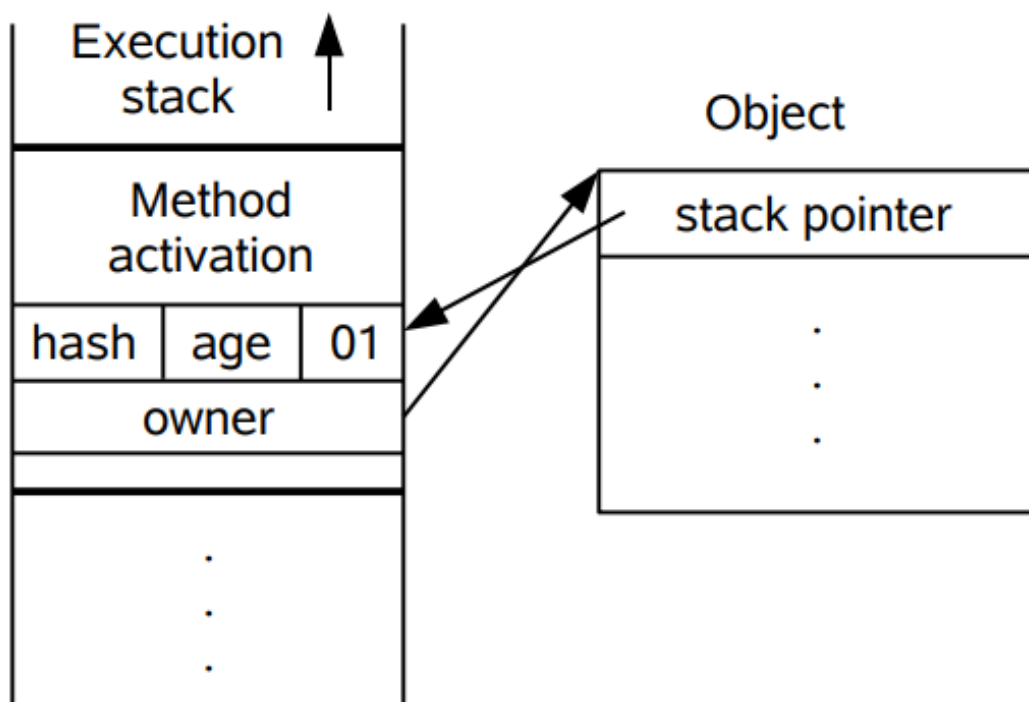 Execution
stack
Object
Method
activation
stack pointer
hash age 01
owner